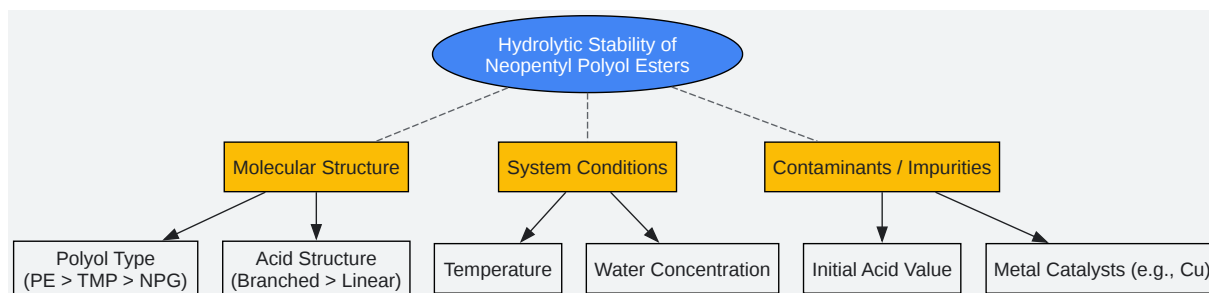 Hydrolytic Stability of
Neopentyl Polyol Esters
Molecular Structure
System Conditions
Contaminants / Impurities
Polyol Type
(PE > TMP > NPG)
Acid Structure
(Branched > Linear)
Temperature
Water Concentration
Initial Acid Value
Metal Catalysts (e.g., Cu)